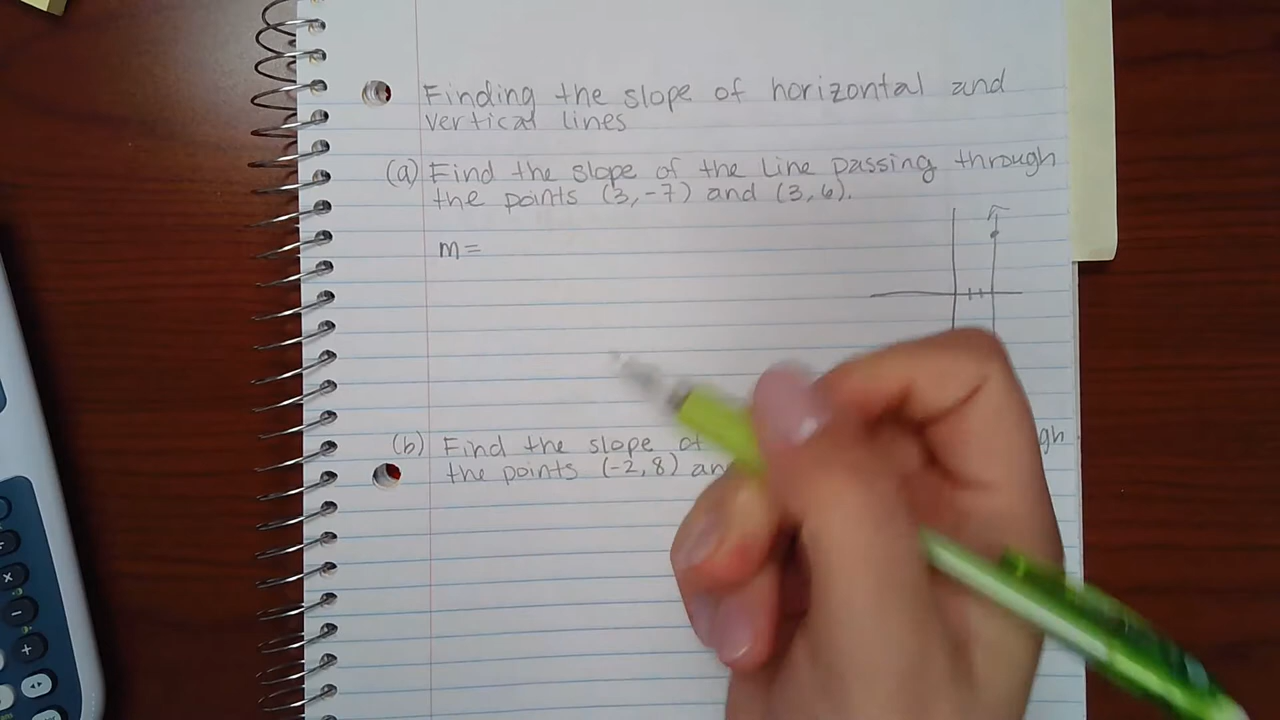 Finding the slope of horizontal and
vertical lines
(a) Find the slope of the line passing through
the points (3,-7) and (3,6).
m=
(b) Find the slope of
the points (-2,8)